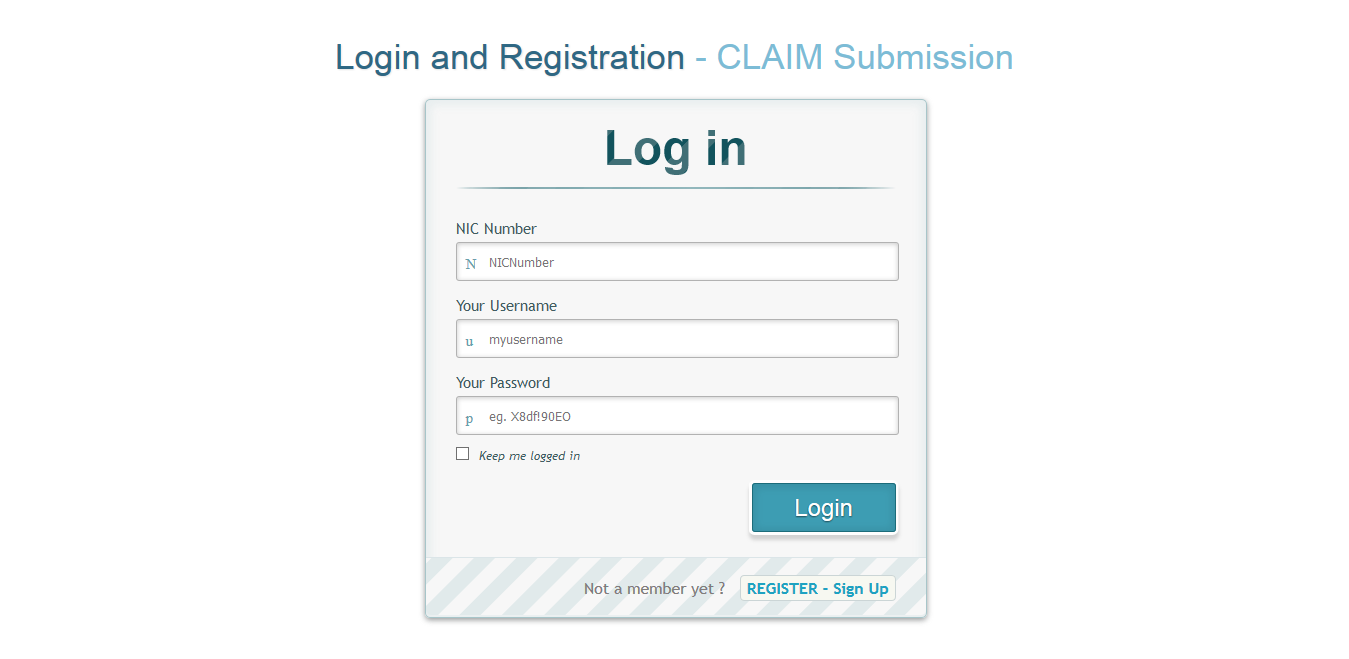 Login and Registration - CLAIM Submission
Log in
NIC Number
N NICNumber
Your Username
u myusername
Your Password
p eg. X8df!90EO
Keep me logged in
Login
Not a member yet ? REGISTER - Sign Up